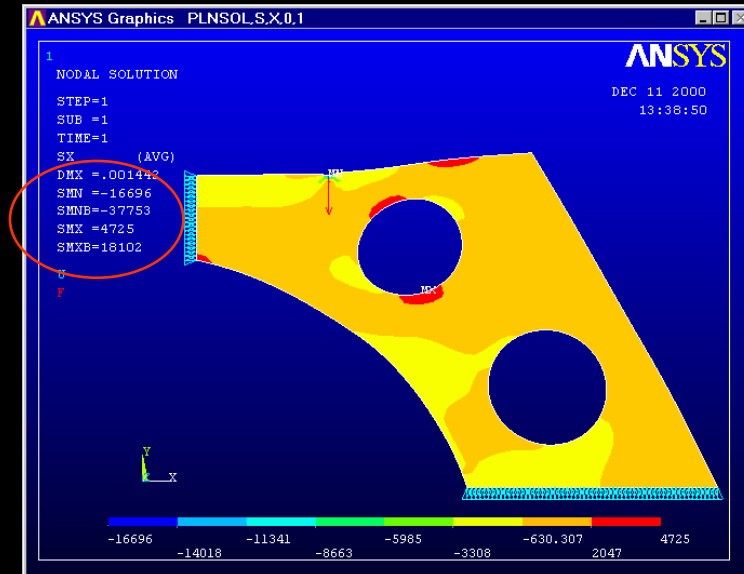 ANSYS Graphics PLNSOL,S,X,0,1
ANSYS
1
NODAL SOLUTION
DEC 11 2000
13:38:50
STEP=1
SUB =1
TIME=1
SX (AVG)
DMX =.001442
SMN =-16696
SMNB=-37753
SMX =4725
SMXB=18102
U
F
MN
MX
Y
X
-16696 -11341 -5985 -630.307 4725
-14018 -8663 -3308 2047